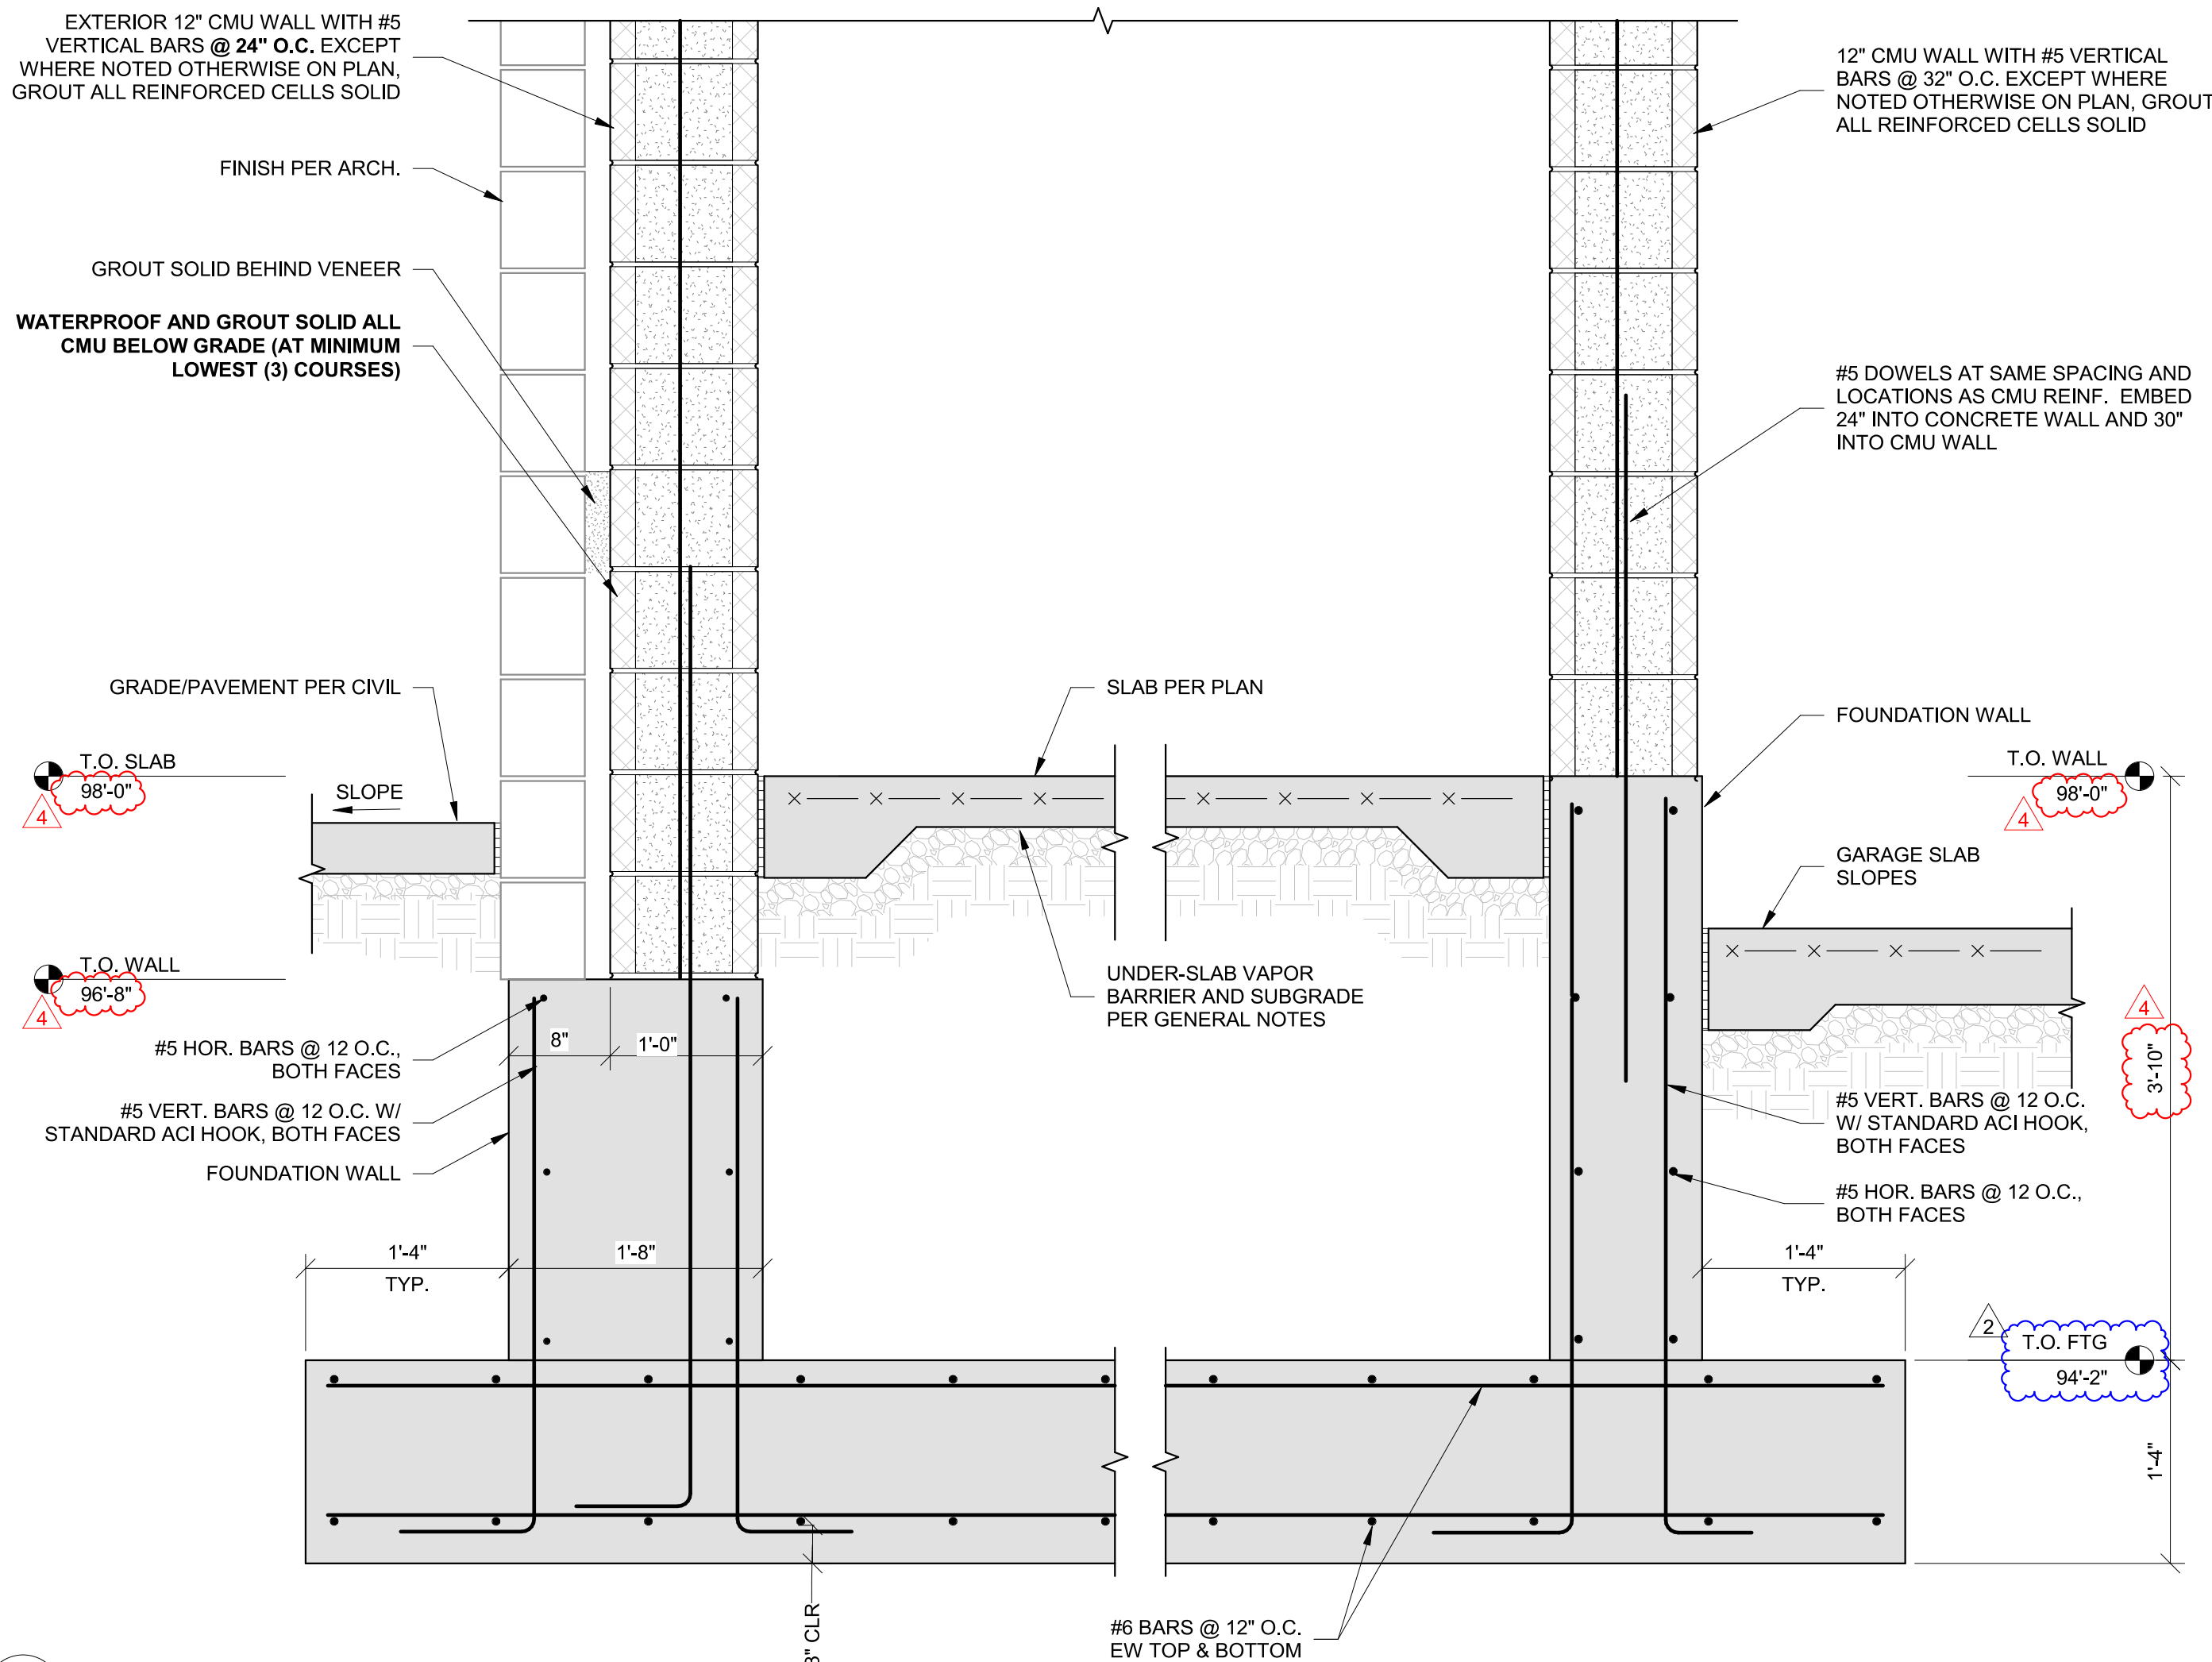 EXTERIOR 12" CMU WALL WITH #5
VERTICAL BARS @ 24" O.C. EXCEPT
WHERE NOTED OTHERWISE ON PLAN,
GROUT ALL REINFORCED CELLS SOLID
FINISH PER ARCH.
GROUT SOLID BEHIND VENEER
WATERPROOF AND GROUT SOLID ALL
CMU BELOW GRADE (AT MINIMUM
LOWEST (3) COURSES)
GRADE/PAVEMENT PER CIVIL
T.O. SLAB
98'-0"
4
SLOPE
T.O. WALL
96'-8"
4
#5 HOR. BARS @ 12 O.C.,
BOTH FACES
#5 VERT. BARS @ 12 O.C. W/
STANDARD ACI HOOK, BOTH FACES
FOUNDATION WALL
8"
1'-0"
1'-4"
TYP.
1'-8"
SLAB PER PLAN
UNDER-SLAB VAPOR
BARRIER AND SUBGRADE
PER GENERAL NOTES
12" CMU WALL WITH #5 VERTICAL
BARS @ 32" O.C. EXCEPT WHERE
NOTED OTHERWISE ON PLAN, GROUT
ALL REINFORCED CELLS SOLID
#5 DOWELS AT SAME SPACING AND
LOCATIONS AS CMU REINF. EMBED
24" INTO CONCRETE WALL AND 30"
INTO CMU WALL
FOUNDATION WALL
T.O. WALL
98'-0"
4
GARAGE SLAB
SLOPES
4
3'-10"
#5 VERT. BARS @ 12 O.C.
W/ STANDARD ACI HOOK,
BOTH FACES
#5 HOR. BARS @ 12 O.C.,
BOTH FACES
1'-4"
TYP.
2
T.O. FTG
94'-2"
1'-4"
3" CLR
#6 BARS @ 12" O.C.
EW TOP & BOTTOM